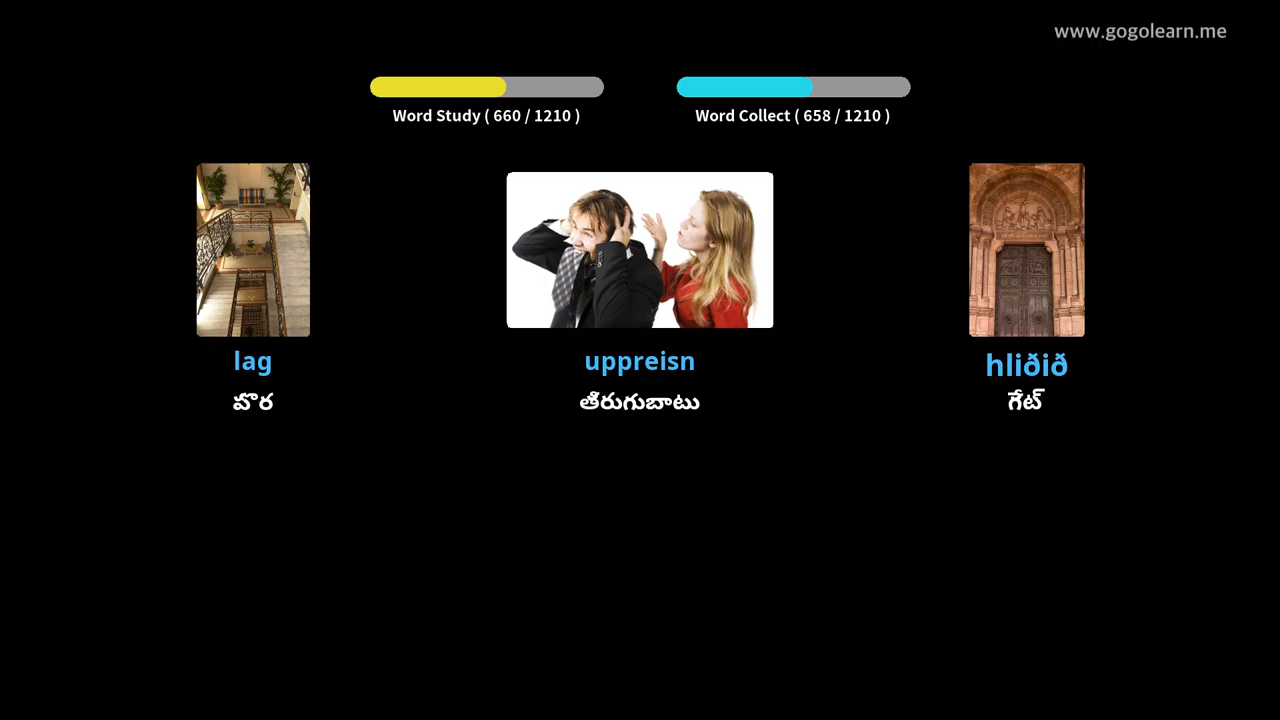 www.gogolearn.me
Word Study ( 660 / 1210 )
Word Collect ( 658 / 1210 )
lag
uppreisn
hliðið
పొర
తిరుగుబాటు
గేట్